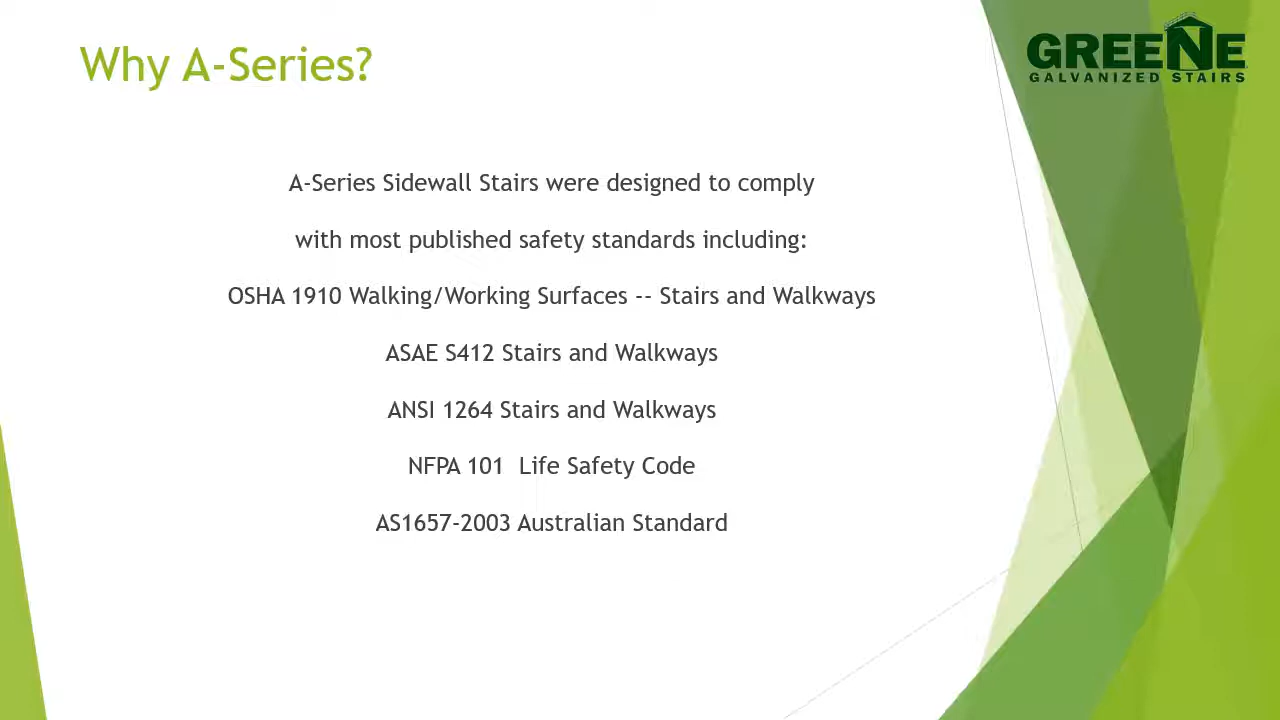 Why A-Series?
GREENE
GALVANIZED STAIRS
A-Series Sidewall Stairs were designed to comply
with most published safety standards including:
OSHA 1910 Walking/Working Surfaces -- Stairs and Walkways
ASAE S412 Stairs and Walkways
ANSI 1264 Stairs and Walkways
NFPA 101  Life Safety Code
AS1657-2003 Australian Standard